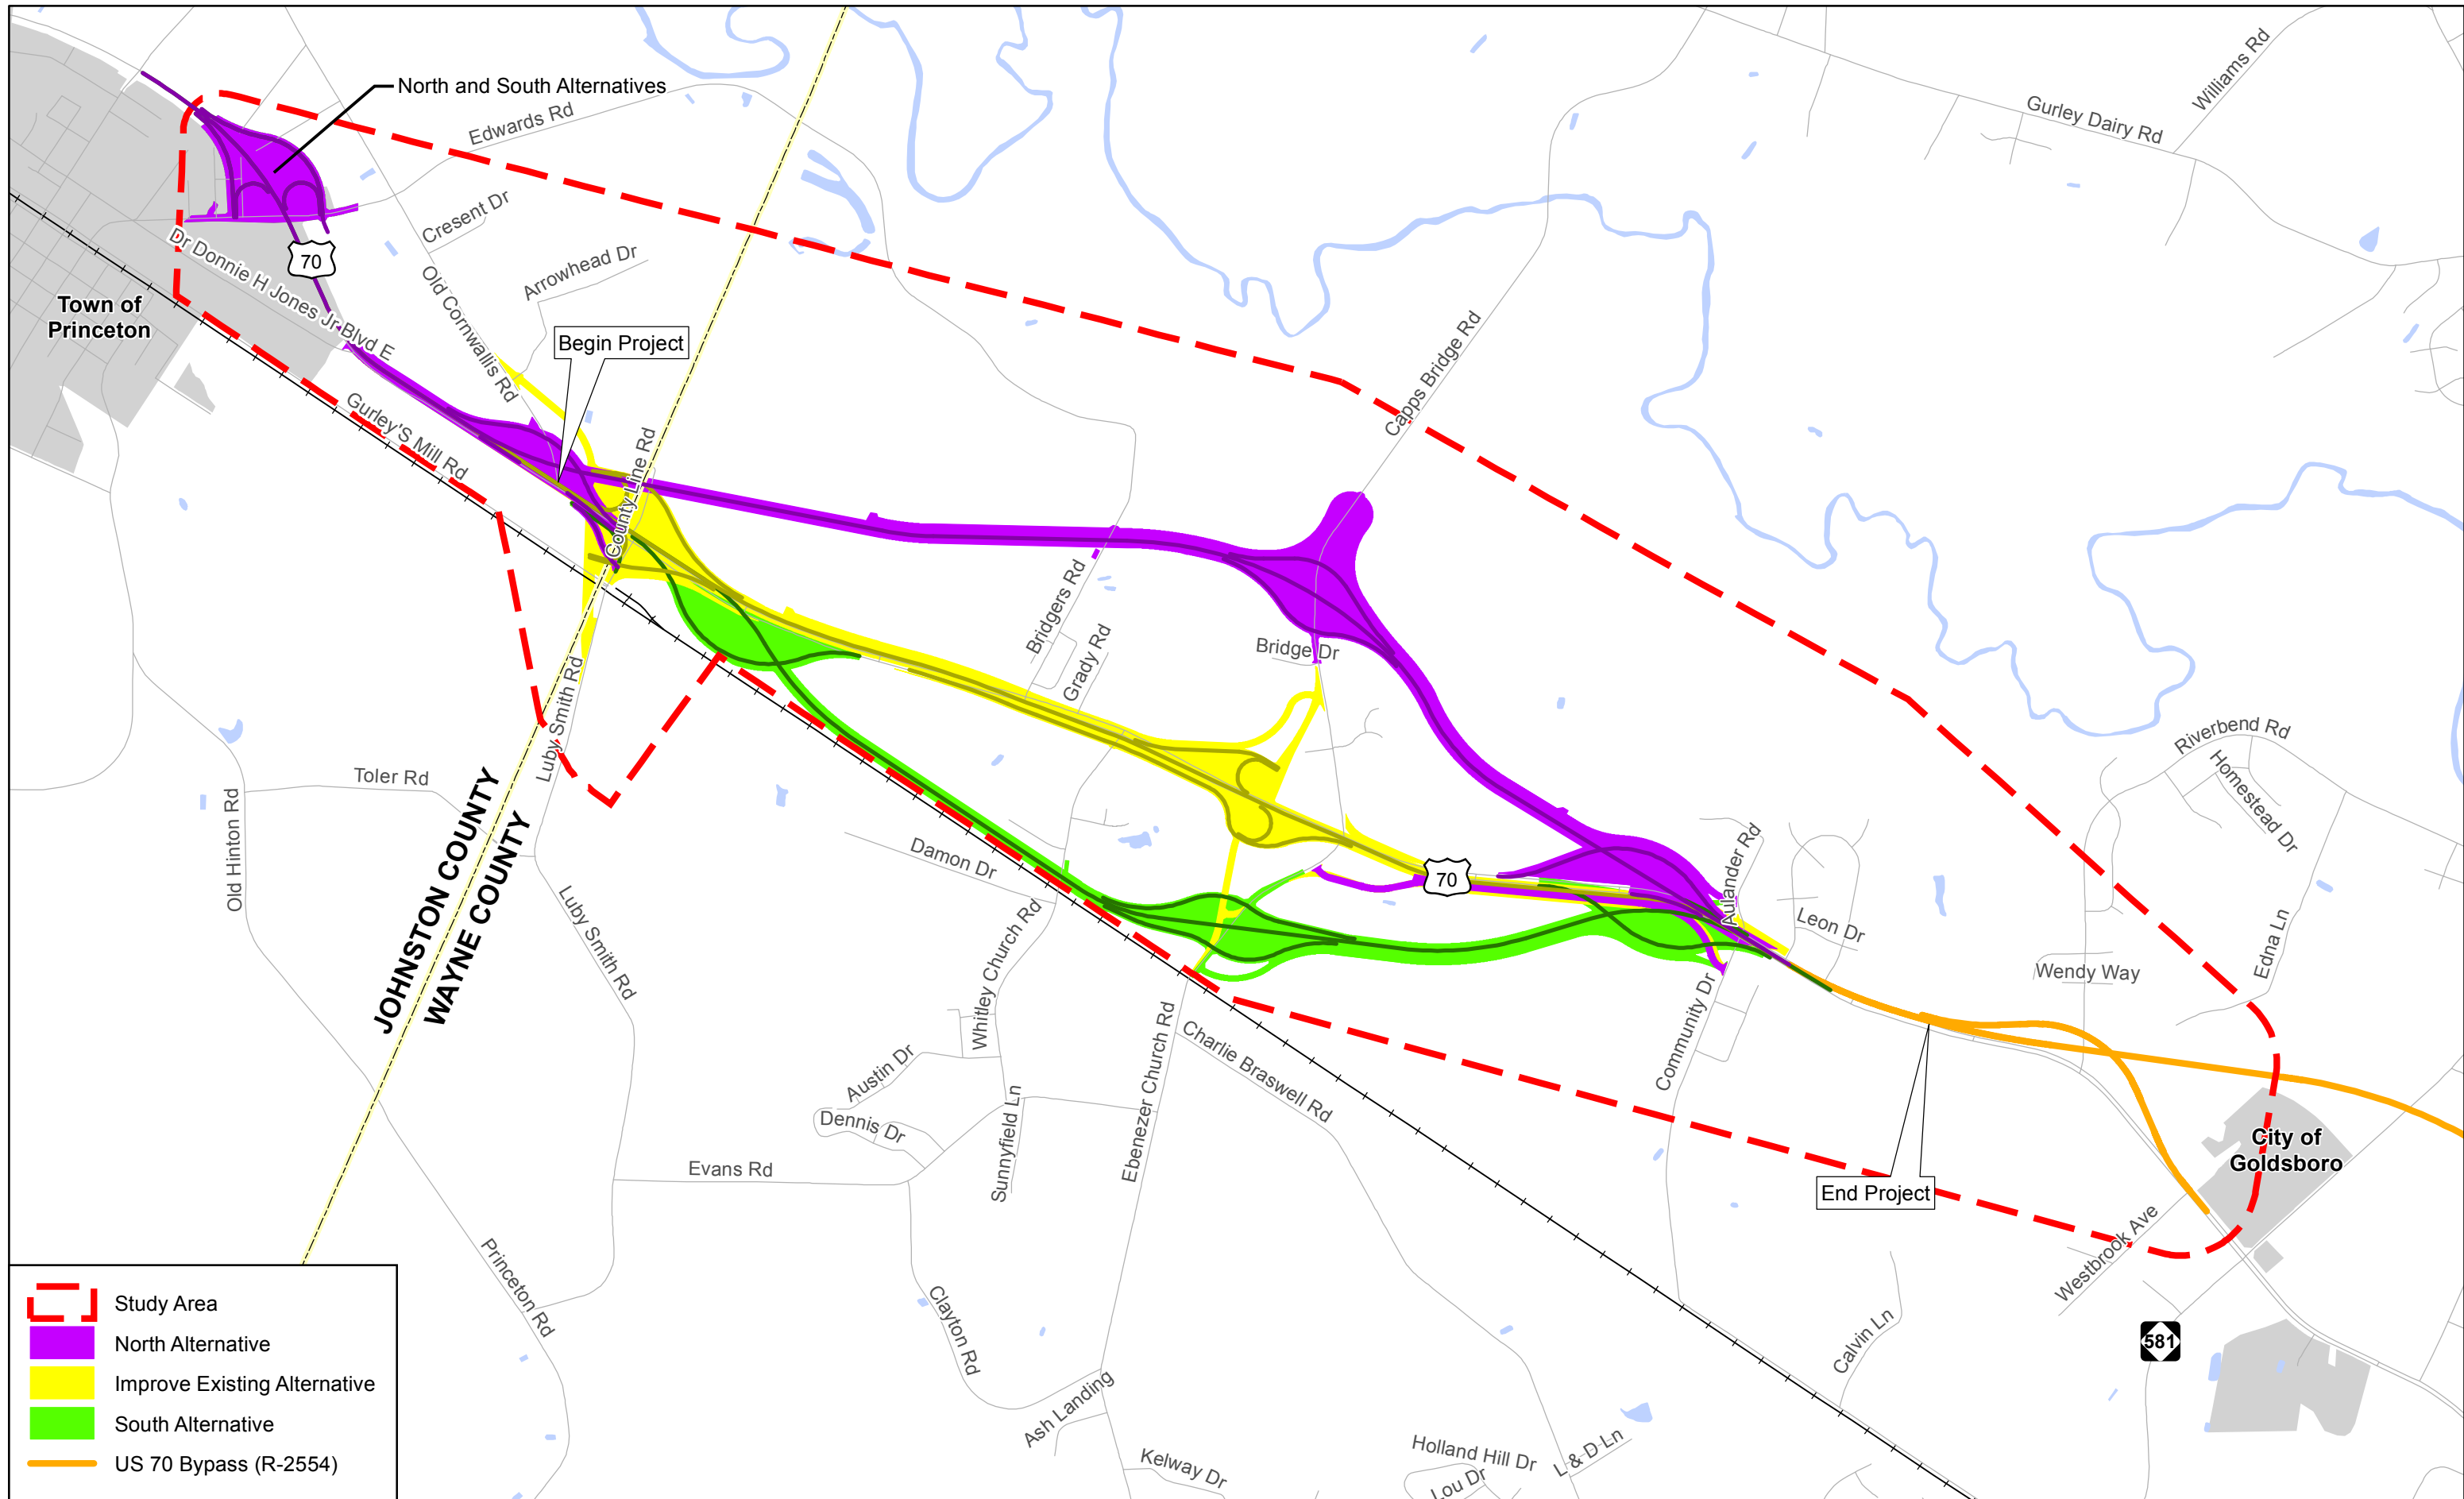 North and South Alternatives
Edwards Rd
Williams Rd
Gurley Dairy Rd
Cresent Dr
Dr Donnie H Jones Jr Blvd E
70
Arrowhead Dr
Old Cornwallis Rd
Town of
Princeton
Begin Project
Capps Bridge Rd
Gurley'S Mill Rd
County Line Rd
Bridgers Rd
Grady Rd
Bridge Dr
Luby Smith Rd
Riverbend Rd
Homestead Dr
Toler Rd
Old Hinton Rd
JOHNSTON COUNTY
WAYNE COUNTY
Damon Dr
70
Aulander Rd
Leon Dr
Luby Smith Rd
Whitley Church Rd
Edna Ln
Wendy Way
Community Dr
Charlie Braswell Rd
Ebenezer Church Rd
Austin Dr
Dennis Dr
Sunnyfield Ln
Evans Rd
City of
Goldsboro
End Project
Westbrook Ave
Princeton Rd
Clayton Rd
Calvin Ln
581
Ash Landing
Kelway Dr
Holland Hill Dr
Lou Dr
L & D Ln
Study Area
North Alternative
Improve Existing Alternative
South Alternative
US 70 Bypass (R-2554)